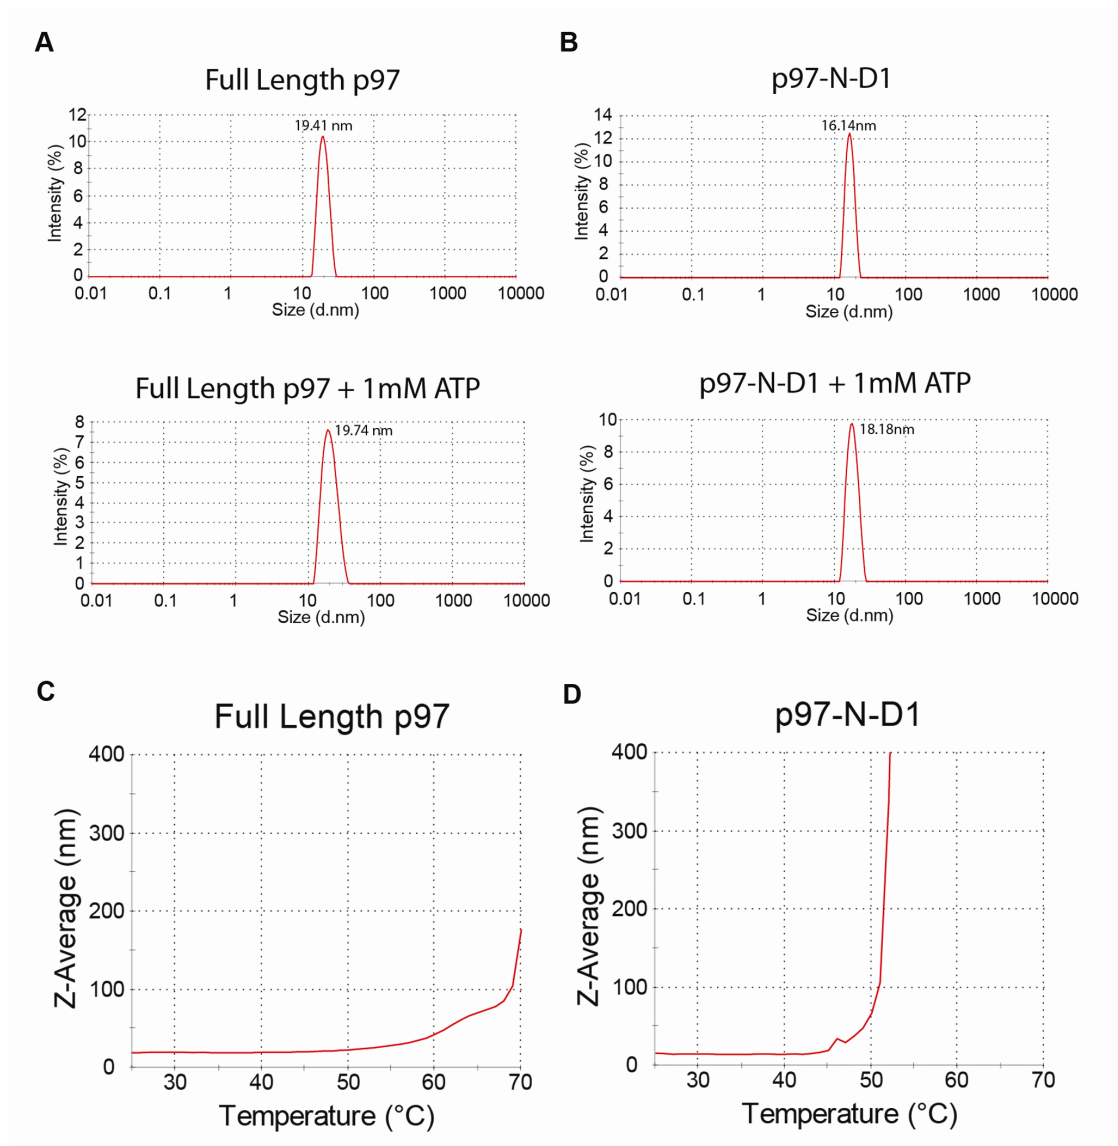 A
Full Length p97
12
10
8
6
4
2
0
Intensity (%)
19.41 nm
0.01 0.1 1 10 100 1000 10000
Size (d.nm)
B
p97-N-D1
14
12
10
8
6
4
2
0
Intensity (%)
16.14nm
0.01 0.1 1 10 100 1000 10000
Size (d.nm)
Full Length p97 + 1mM ATP
8
7
6
5
4
3
2
1
0
Intensity (%)
19.74 nm
0.01 0.1 1 10 100 1000 10000
Size (d.nm)
p97-N-D1 + 1mM ATP
10
8
6
4
2
0
Intensity (%)
18.18nm
0.01 0.1 1 10 100 1000 10000
Size (d.nm)
C
Full Length p97
400
300
200
100
0
Z-Average (nm)
30 40 50 60 70
Temperature (°C)
D
p97-N-D1
400
300
200
100
0
Z-Average (nm)
30 40 50 60 70
Temperature (°C)